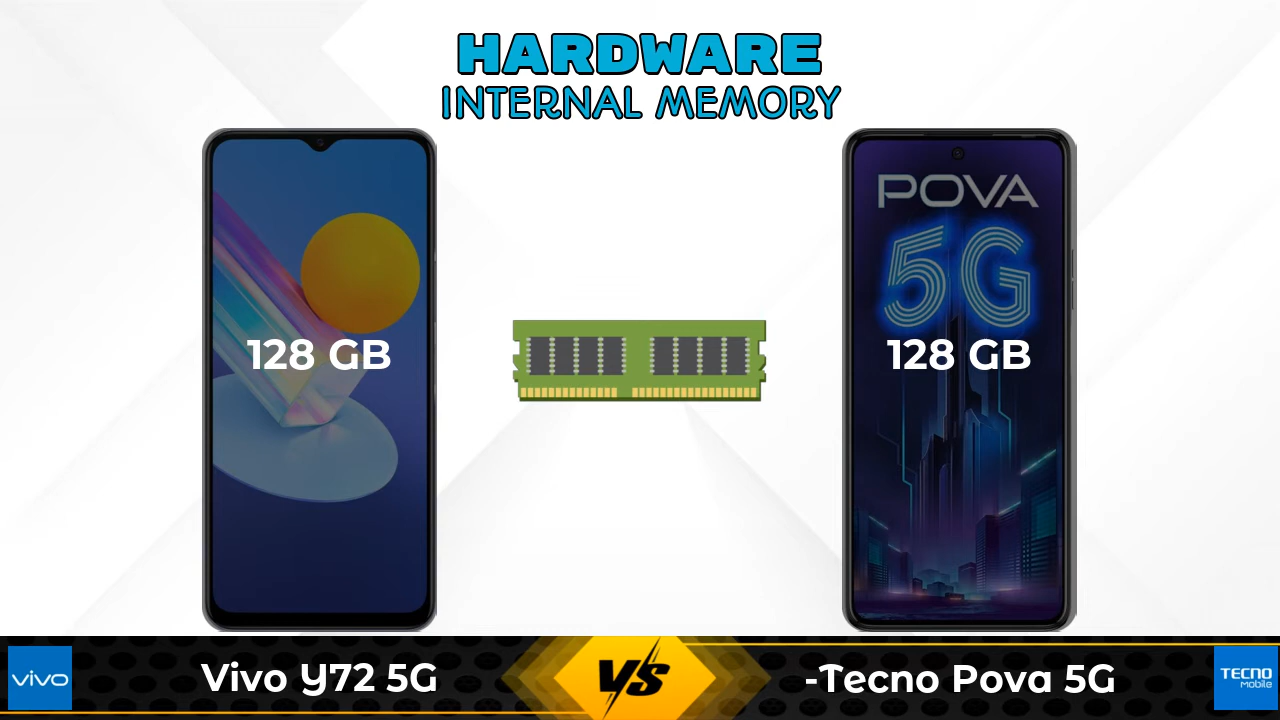 HARDWARE
INTERNAL MEMORY
POVA
5G
128 GB
128 GB
vivo
Vivo Y72 5G
VS
-Tecno Pova 5G
TECNO
mobile